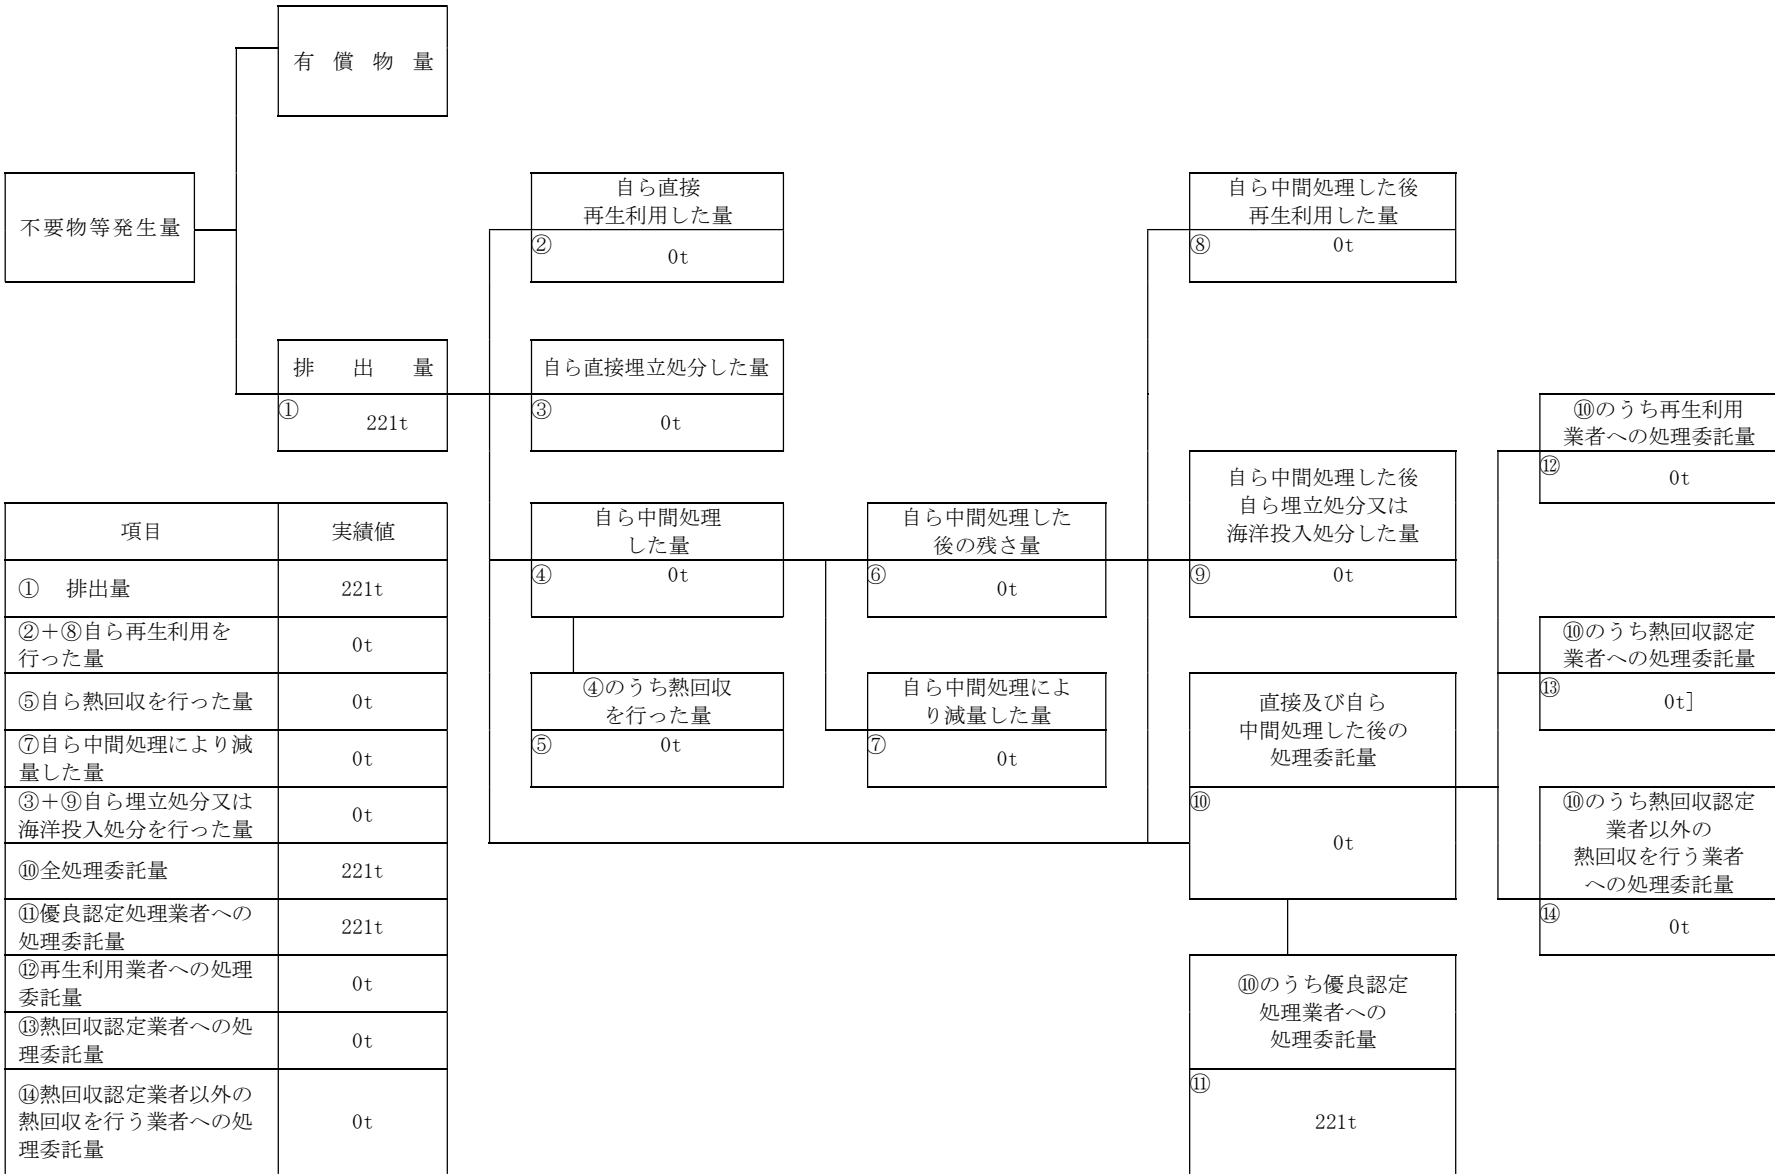 有 償 物 量
不要物等発生量
自ら直接
再生利用した量
②
0t
自ら中間処理した後
再生利用した量
⑧
0t
排 出 量
①
221t
自ら直接埋立処分した量
③
0t
⑩のうち再生利用
業者への処理委託量
⑫
0t
自ら中間処理
した量
④
0t
自ら中間処理した
後の残さ量
⑥
0t
自ら中間処理した後
自ら埋立処分又は
海洋投入処分した量
⑨
0t
⑩のうち熱回収認定
業者への処理委託量
⑬
0t]
④のうち熱回収
を行った量
⑤
0t
自ら中間処理によ
り減量した量
⑦
0t
直接及び自ら
中間処理した後の
処理委託量
⑩
0t
⑩のうち熱回収認定
業者以外の
熱回収を行う業者
への処理委託量
⑭
0t
⑩のうち優良認定
処理業者への
処理委託量
⑪
221t
項目 実績値
① 排出量 221t
②＋⑧自ら再生利用を
行った量
0t
⑤自ら熱回収を行った量 0t
⑦自ら中間処理により減
量した量
0t
③＋⑨自ら埋立処分又は
海洋投入処分を行った量
0t
⑩全処理委託量 221t
⑪優良認定処理業者への
処理委託量
221t
⑫再生利用業者への処理
委託量
0t
⑬熱回収認定業者への処
理委託量
0t
⑭熱回収認定業者以外の
熱回収を行う業者への処
理委託量
0t